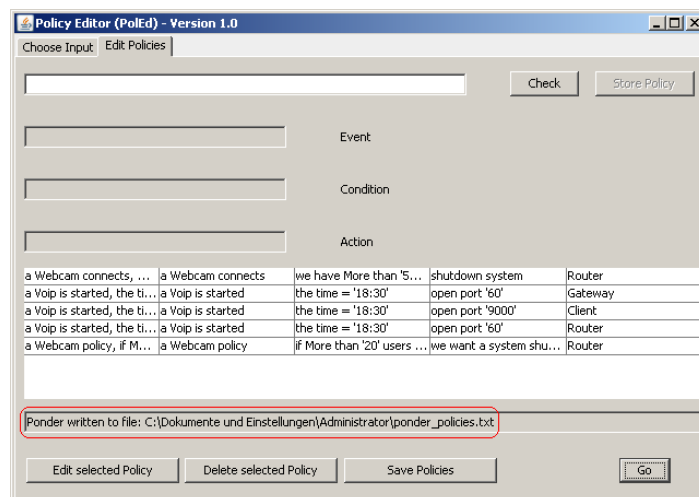 Policy Editor (PolEd) - Version 1.0
Choose Input Edit Policies
Check Store Policy
Event
Condition
Action
a Webcam connects, ... a Webcam connects we have More than '5... shutdown system Router
a Voip is started, the ti... a Voip is started the time = '18:30' open port '60' Gateway
a Voip is started, the ti... a Voip is started the time = '18:30' open port '9000' Client
a Voip is started, the ti... a Voip is started the time = '18:30' open port '60' Router
a Webcam policy, if M... a Webcam policy if More than '20' users ... we want a system shu... Router
Ponder written to file: C:\Dokumente und Einstellungen\Administrator\ponder_policies.txt
Edit selected Policy Delete selected Policy Save Policies Go